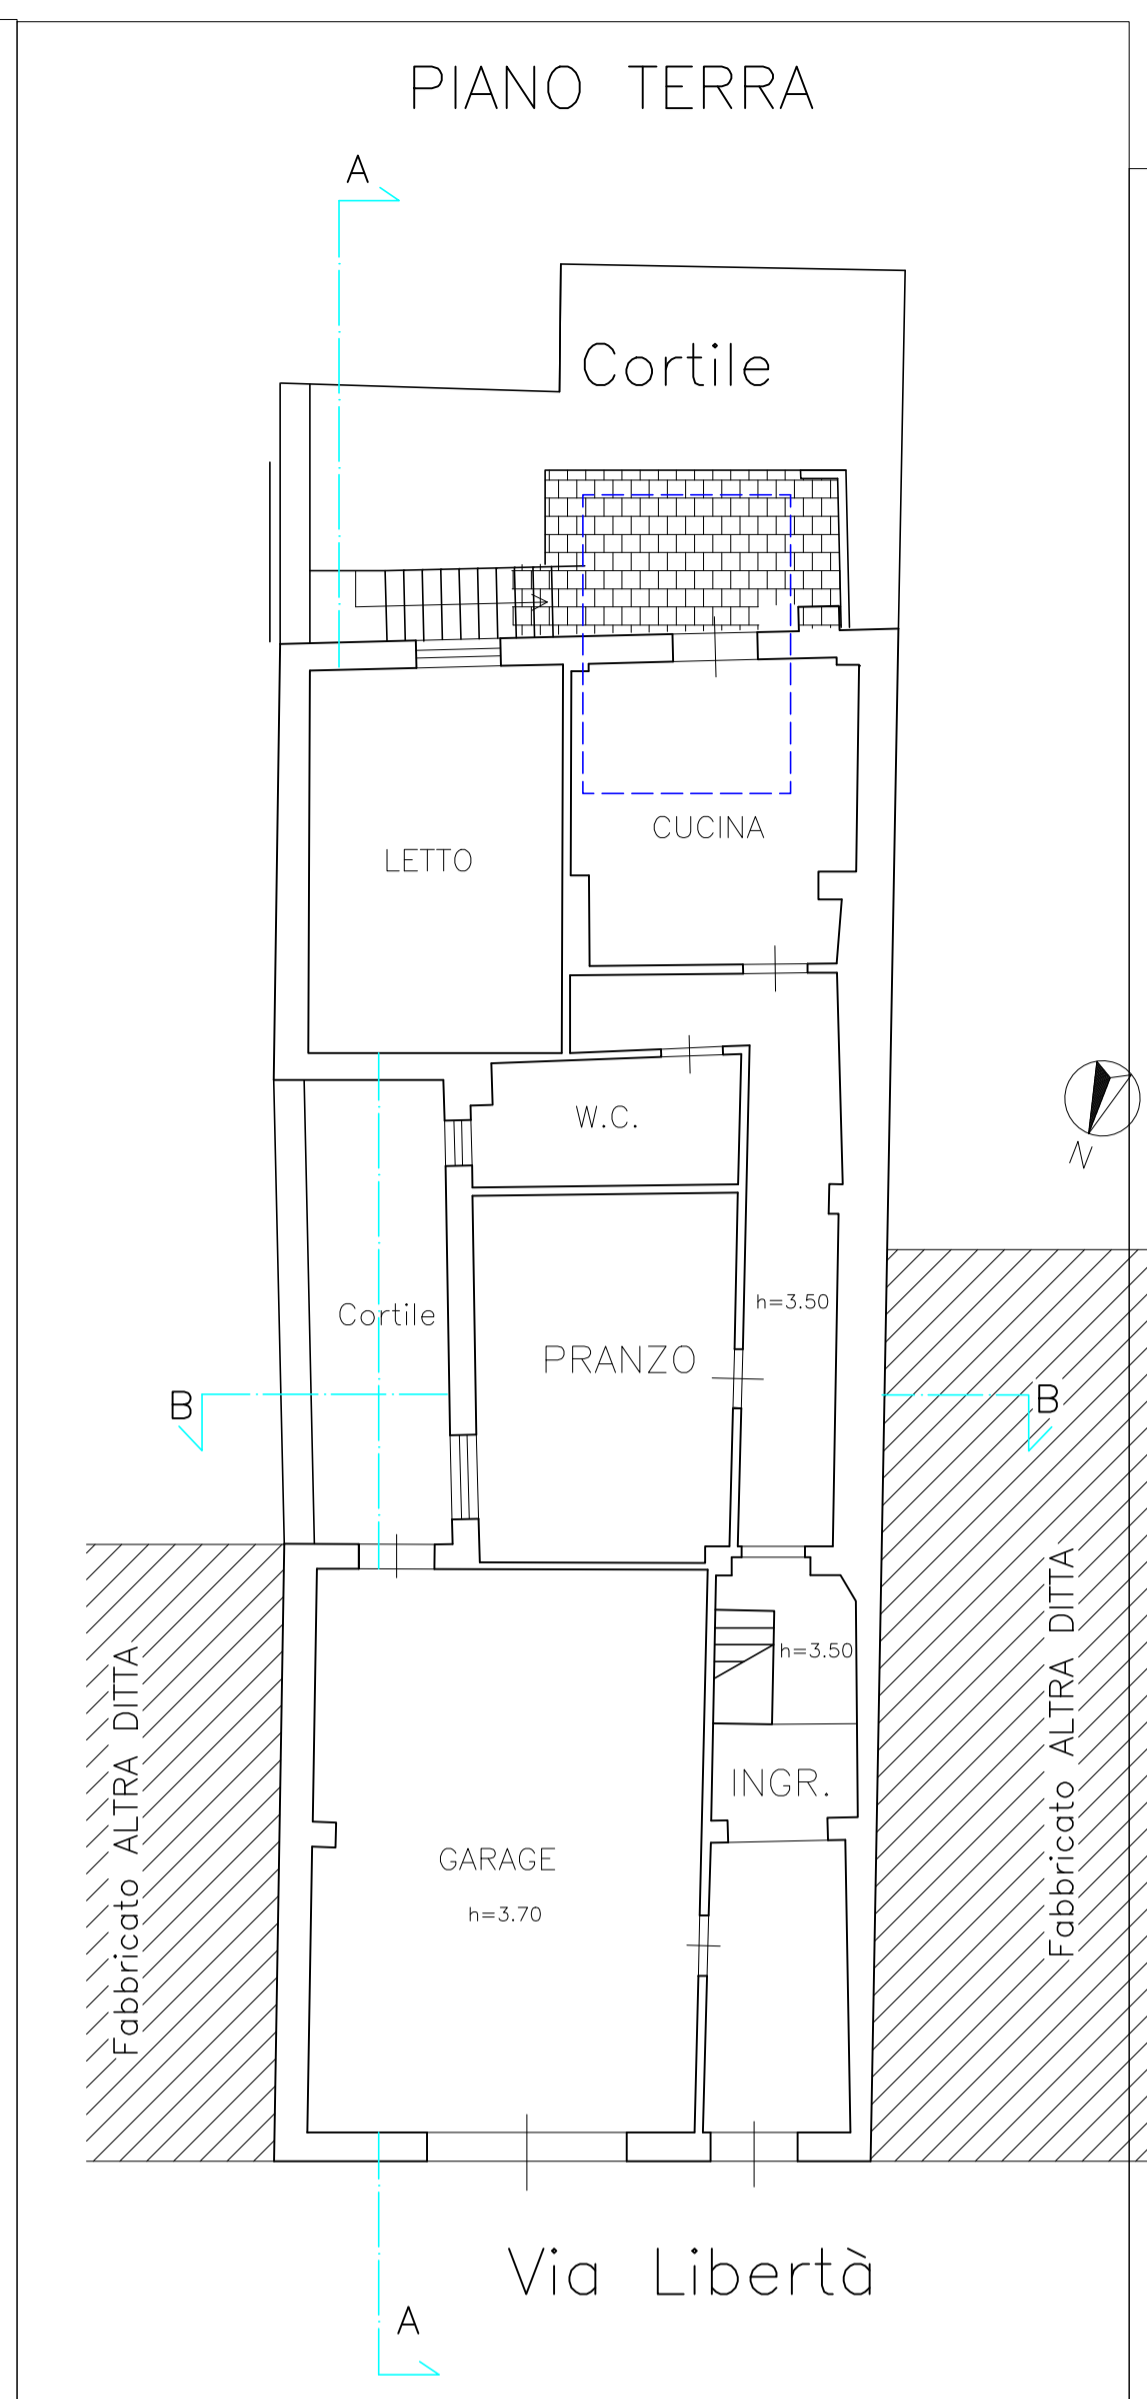 PIANO TERRA
A
Cortile
CUCINA
LETTO
W.C.
N
h=3.50
Cortile
PRANZO
B
B
h=3.50
INGR.
GARAGE
h=3.70
Fabbricato ALTRA DITTA
Fabbricato ALTRA DITTA
Via Libertà
A